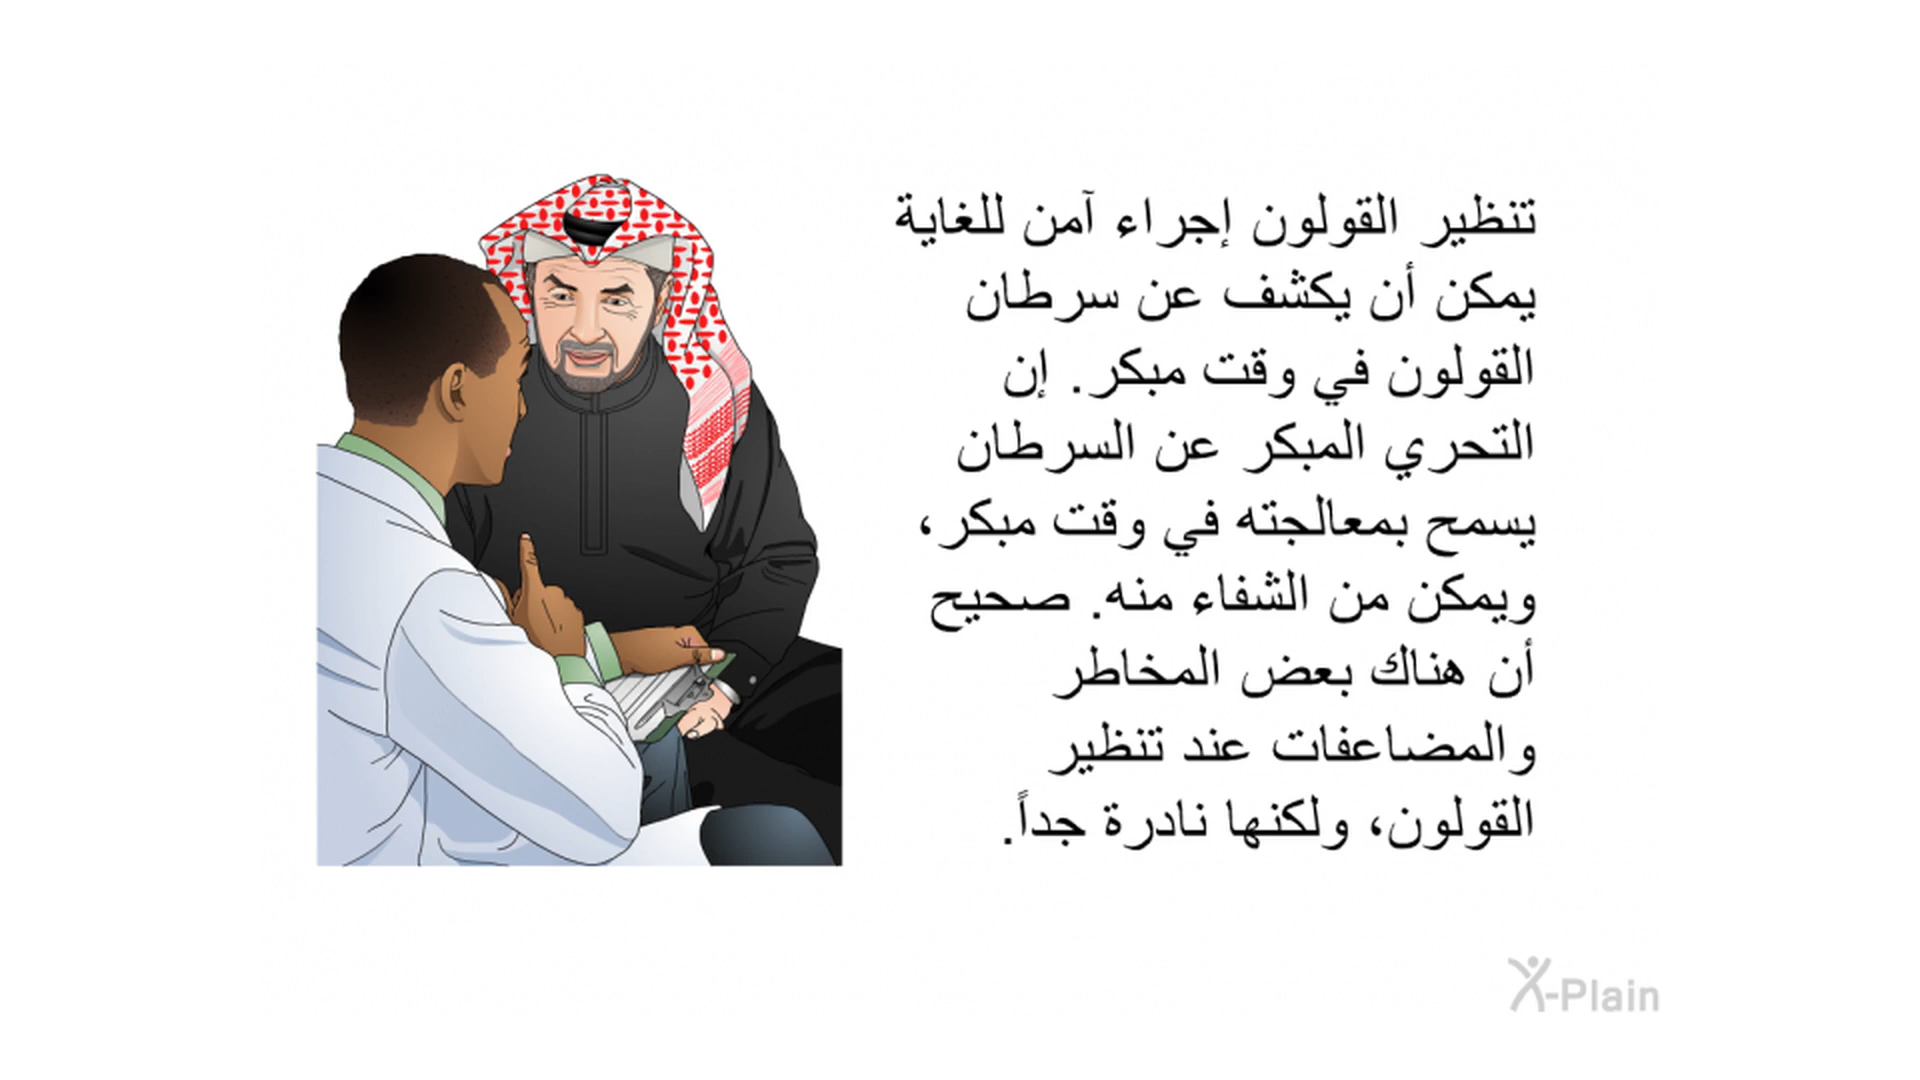 تنظير القولون إجراء آمن للغاية
يمكن أن يكشف عن سرطان
القولون في وقت مبكر. إن
التحري المبكر عن السرطان
يسمح بمعالجته في وقت مبكر،
ويمكن من الشفاء منه. صحيح
أن هناك بعض المخاطر
والمضاعفات عند تنظير
القولون، ولكنها نادرة جداً.
X-Plain